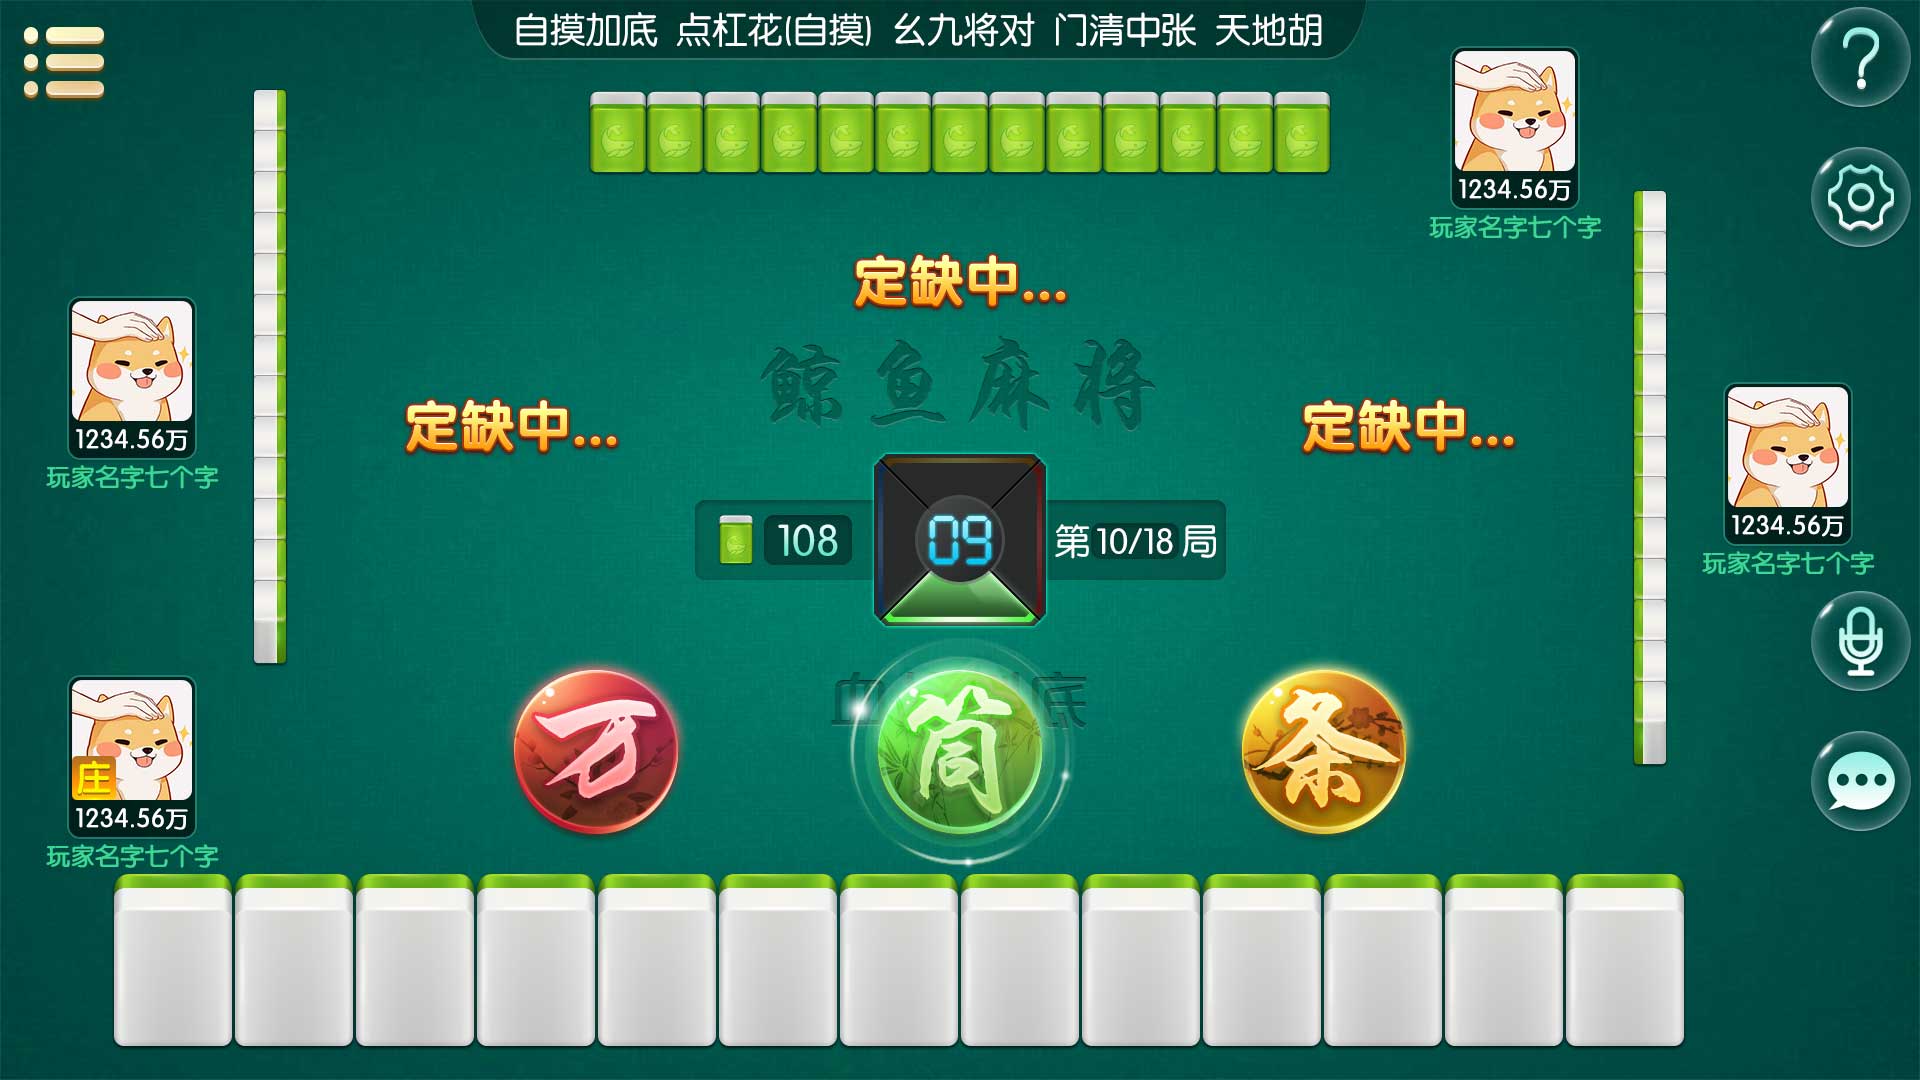 自摸加底 点杠花(自摸) 幺九将对 门清中张 天地胡
1234.56万
玩家名字七个字
定缺中...
鲸鱼麻将
1234.56万
玩家名字七个字
定缺中...
定缺中...
1234.56万
玩家名字七个字
108
09
第10/18局
万
筒
条
血
底
庄
1234.56万
玩家名字七个字